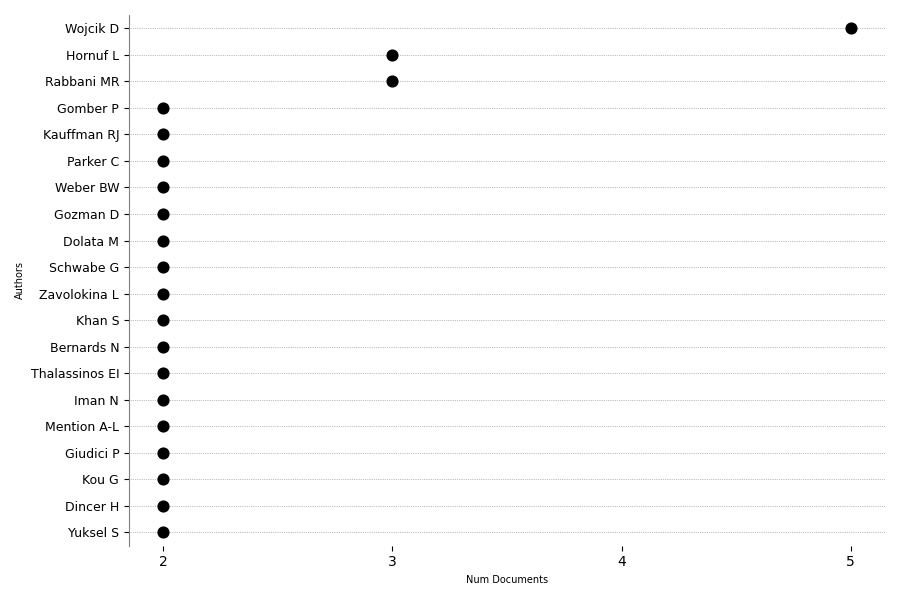 Wojcik D
Hornuf L
Rabbani MR
Gomber P
Kauffman RJ
Parker C
Weber BW
Gozman D
Dolata M
Schwabe G
Zavolokina L
Khan S
Bernards N
Thalassinos EI
Iman N
Mention A-L
Giudici P
Kou G
Dincer H
Yuksel S
Authors
2 3 4 5
Num Documents